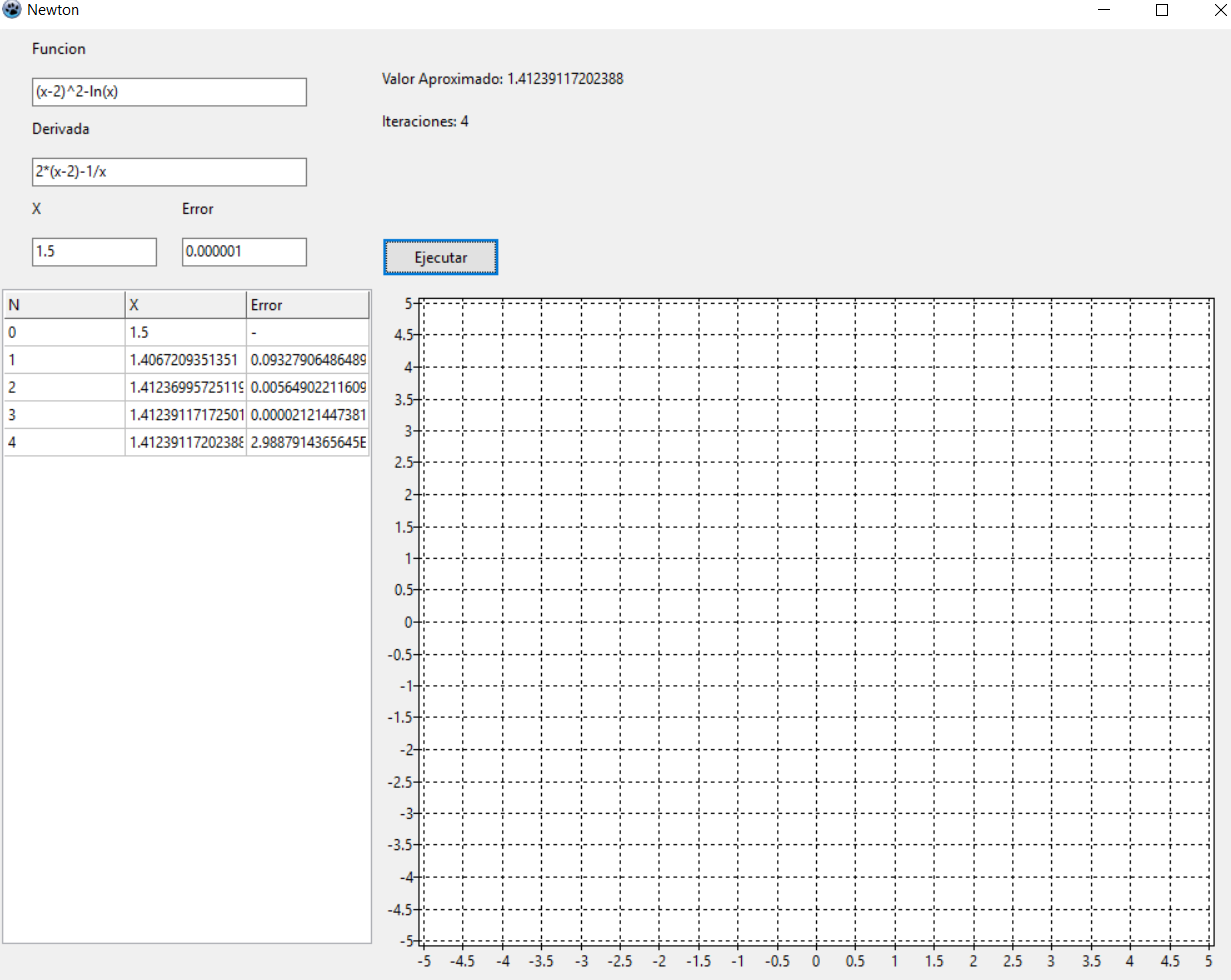 Newton
Funcion
(x-2)^2-ln(x)
Valor Aproximado: 1.41239117202388
Derivada
Iteraciones: 4
2*(x-2)-1/x
X Error
1.5 0.000001
Ejecutar
N X Error
0 1.5 -
1 1.4067209351351 0.09327906486489
2 1.41236995725119 0.00564902211609
3 1.41239117172501 0.00002121447381
4 1.41239117202388 2.9887914365645E
5
4.5
4
3.5
3
2.5
2
1.5
1
0.5
0
-0.5
-1
-1.5
-2
-2.5
-3
-3.5
-4
-4.5
-5
-5 -4.5 -4 -3.5 -3 -2.5 -2 -1.5 -1 -0.5 0 0.5 1 1.5 2 2.5 3 3.5 4 4.5 5